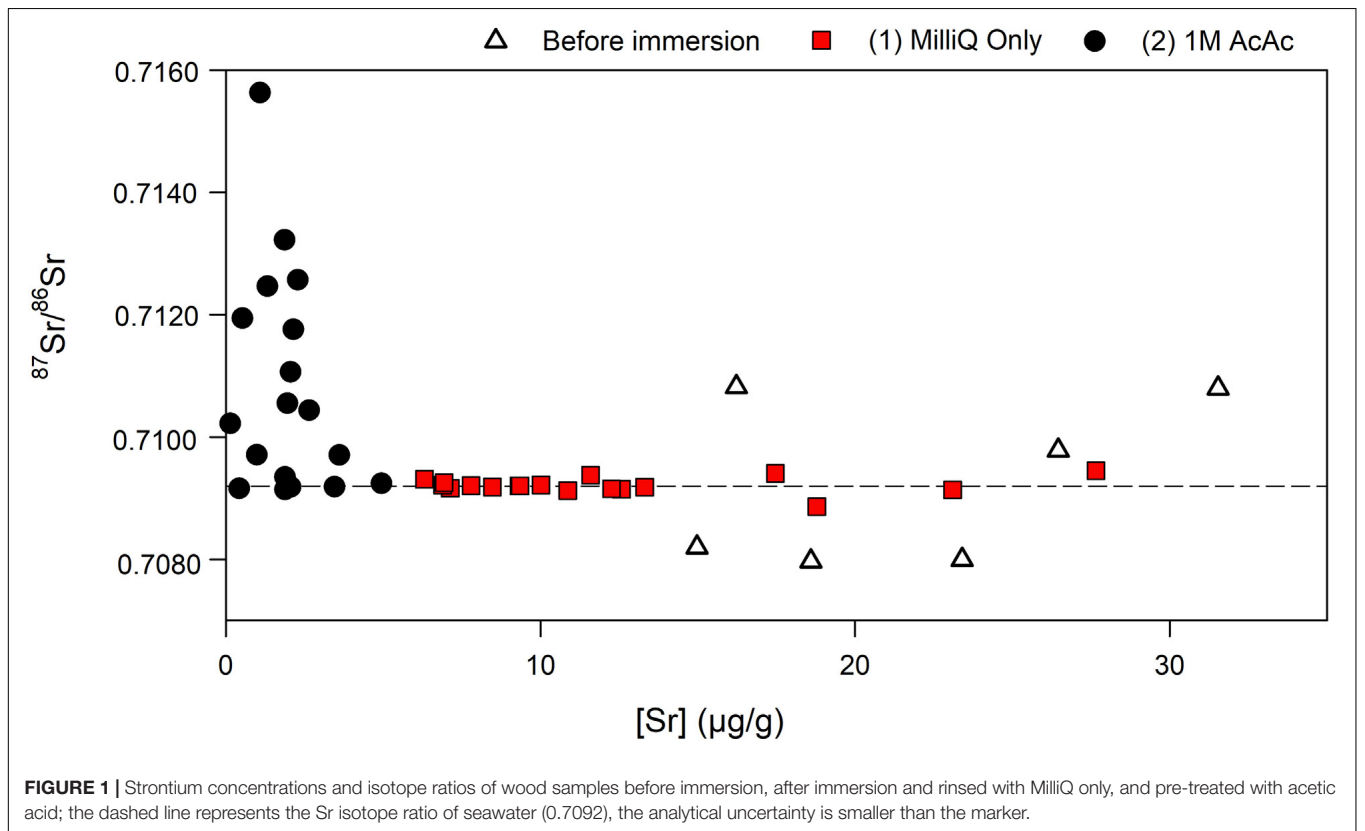 Before immersion (1) MilliQ Only (2) 1M AcAc
0.7160
0.7140
0.7120
0.7100
0.7080
87Sr/86Sr
0 10 20 30
[Sr] (µg/g)
FIGURE 1 | Strontium concentrations and isotope ratios of wood samples before immersion, after immersion and rinsed with MilliQ only, and pre-treated with acetic
acid; the dashed line represents the Sr isotope ratio of seawater (0.7092), the analytical uncertainty is smaller than the marker.